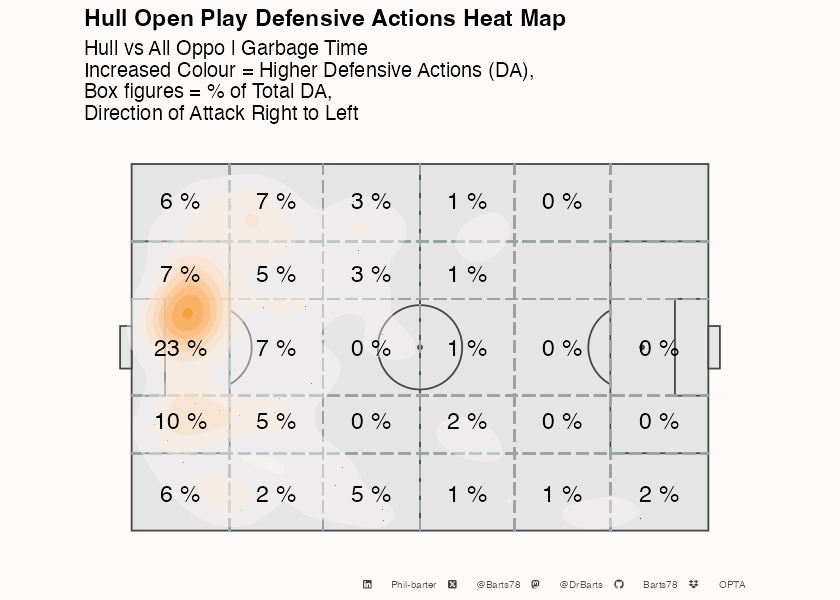 Hull Open Play Defensive Actions Heat Map
Hull vs All Oppo I Garbage Time
Increased Colour = Higher Defensive Actions (DA),
Box figures = % of Total DA,
Direction of Attack Right to Left
6 % 7 % 3 % 1 % 0 %
7 % 5 % 3 % 1 %
23 % 7 % 0 % 1 % 0 % 0 %
10 % 5 % 0 % 2 % 0 % 0 %
6 % 2 % 5 % 1 % 1 % 2 %
Phil-barter @Barts78 @DrBarts Barts78 OPTA